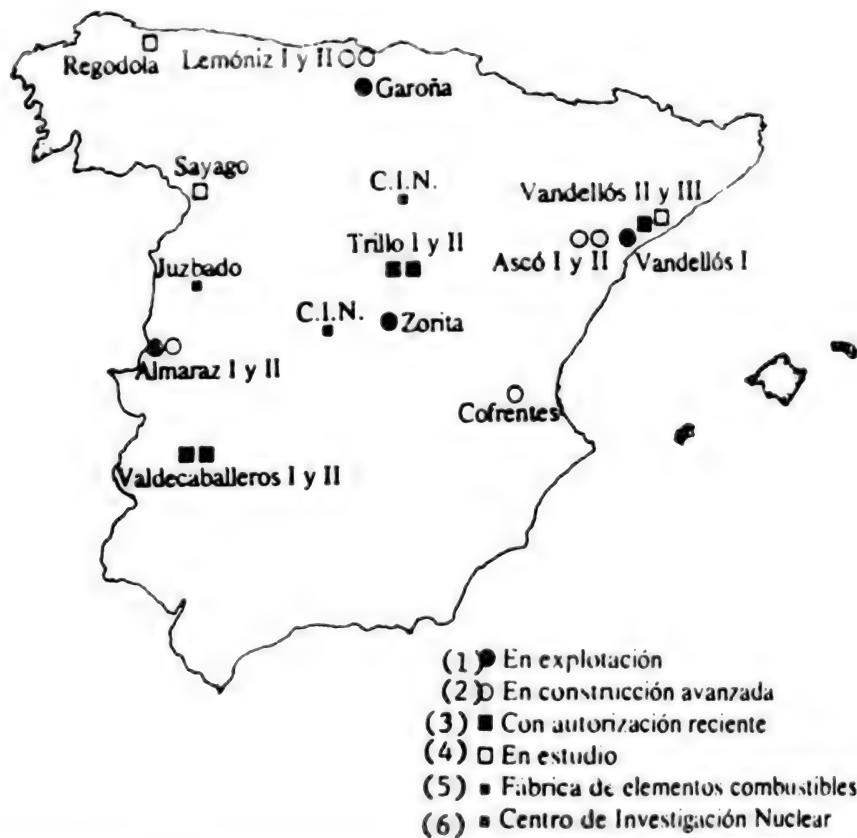 Regodola
Lemóniz I y II
Garoña
Sayago
C.I.N.
Vandellós II y III
Trillo I y II
Ascó I y II
Vandellós I
Juzbado
C.I.N.
Zorita
Almaraz I y II
Cofrentes
Valdecaballeros I y II
(1) En explotación
(2) En construcción avanzada
(3) Con autorización reciente
(4) En estudio
(5) Fábrica de elementos combustibles
(6) Centro de Investigación Nuclear